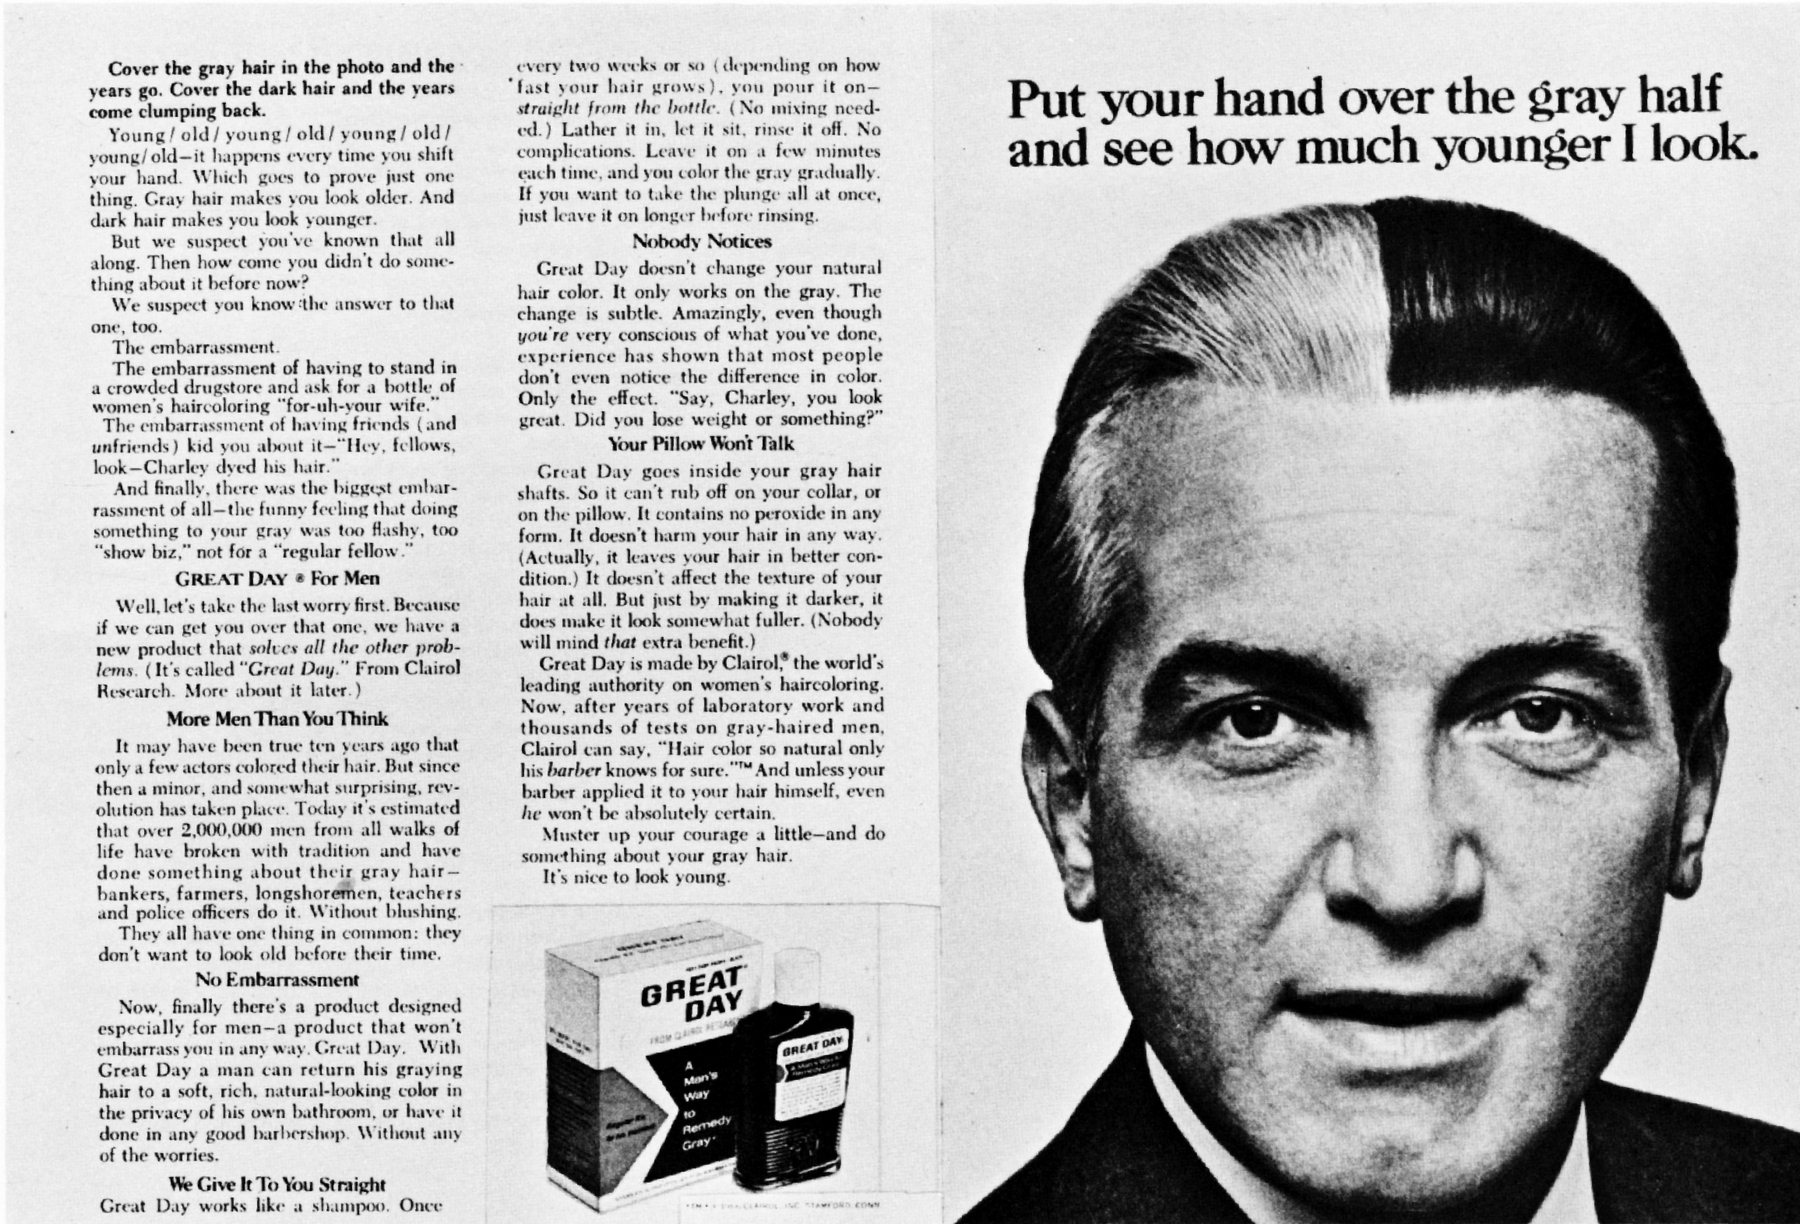 Put your hand over the gray half
and see how much younger I look.
Cover the gray hair in the photo and the
years go. Cover the dark hair and the years
come clumping back.
Young/old/young/old/young/old/
young/old—it happens every time you shift
your hand. Which goes to prove just one
thing. Gray hair makes you look older. And
dark hair makes you look younger.
But we suspect you've known that all
along. Then how come you didn't do some-
thing about it before now?
We suspect you know the answer to that
one, too.
The embarrassment.
The embarrassment of having to stand in
a crowded drugstore and ask for a bottle of
women's haircoloring "for-uh-your wife."
The embarrassment of having friends (and
unfriends) kid you about it—"Hey, fellows,
look—Charley dyed his hair."
And finally, there was the biggest embar-
rassment of all—the funny feeling that doing
something to your gray was too flashy, too
"show biz," not for a "regular fellow."
GREAT DAY ® For Men
Well, let's take the last worry first. Because
if we can get you over that one, we have a
new product that solves all the other prob-
lems. (It's called "Great Day." From Clairol
Research. More about it later.)
More Men Than You Think
It may have been true ten years ago that
only a few actors colored their hair. But since
then a minor, and somewhat surprising, rev-
olution has taken place. Today it's estimated
that over 2,000,000 men from all walks of
life have broken with tradition and have
done something about their gray hair—
bankers, farmers, longshoremen, teachers
and police officers do it. Without blushing.
They all have one thing in common: they
don't want to look old before their time.
No Embarrassment
Now, finally there's a product designed
especially for men—a product that won't
embarrass you in any way. Great Day. With
Great Day a man can return his graying
hair to a soft, rich, natural-looking color in
the privacy of his own bathroom, or have it
done in any good barbershop. Without any
of the worries.
We Give It To You Straight
Great Day works like a shampoo. Once
every two weeks or so (depending on how
fast your hair grows), you pour it on—
straight from the bottle. (No mixing need-
ed.) Lather it in, let it sit, rinse it off. No
complications. Leave it on a few minutes
each time, and you color the gray gradually.
If you want to take the plunge all at once,
just leave it on longer before rinsing.
Nobody Notices
Great Day doesn't change your natural
hair color. It only works on the gray. The
change is subtle. Amazingly, even though
you're very conscious of what you've done,
experience has shown that most people
don't even notice the difference in color.
Only the effect. "Say, Charley, you look
great. Did you lose weight or something?"
Your Pillow Won't Talk
Great Day goes inside your gray hair
shafts. So it can't rub off on your collar, or
on the pillow. It contains no peroxide in any
form. It doesn't harm your hair in any way.
(Actually, it leaves your hair in better con-
dition.) It doesn't affect the texture of your
hair at all. But just by making it darker, it
does make it look somewhat fuller. (Nobody
will mind that extra benefit.)
Great Day is made by Clairol,® the world's
leading authority on women's haircoloring.
Now, after years of laboratory work and
thousands of tests on gray-haired men,
Clairol can say, "Hair color so natural only
his barber knows for sure."™ And unless your
barber applied it to your hair himself, even
he won't be absolutely certain.
Muster up your courage a little—and do
something about your gray hair.
It's nice to look young.
GREAT DAY
GREAT
DAY
FROM CLAIROL RESEARCH
A
Man's
Way
to
Remedy
Gray
GREAT DAY
A Man's Way to
Remedy Gray
CLAIROL INC. STAMFORD, CONN.